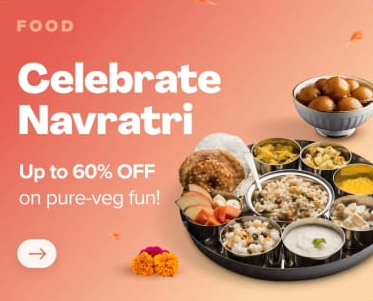 FOOD
Celebrate
Navratri
Up to 60% OFF
on pure-veg fun!